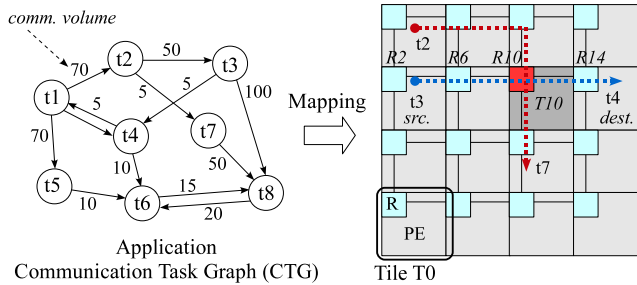 comm. volume
70
t2
50
t3
t1
5
5
5
100
t4
t7
70
10
50
t5
10
t6
15
20
t8
Application
Communication Task Graph (CTG)
Mapping
t2
R2
R6
R10
R14
t3
src.
T10
t4
dest.
t7
R
PE
Tile T0